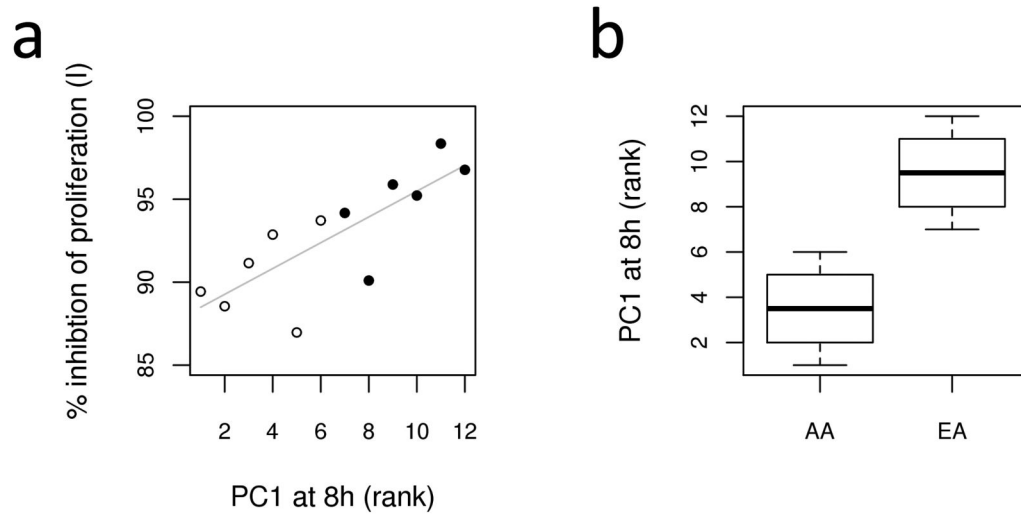 a
% inhibtion of proliferation (I)
100
95
90
85
2 4 6 8 10 12
PC1 at 8h (rank)
b
PC1 at 8h (rank)
12
10
8
6
4
2
AA EA